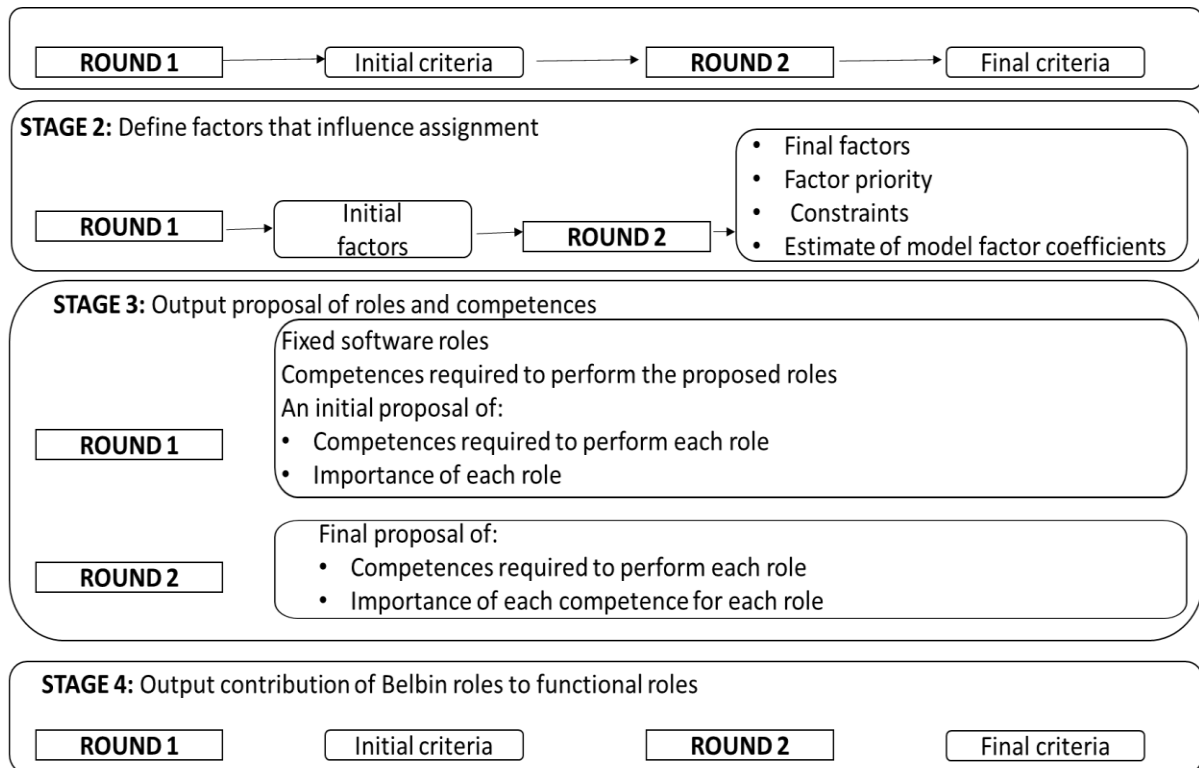 ROUND 1 Initial criteria ROUND 2 Final criteria
STAGE 2: Define factors that influence assignment
ROUND 1
Initial
factors
ROUND 2
• Final factors
• Factor priority
• Constraints
• Estimate of model factor coefficients
STAGE 3: Output proposal of roles and competences
ROUND 1
Fixed software roles
Competences required to perform the proposed roles
An initial proposal of:
• Competences required to perform each role
• Importance of each role
ROUND 2
Final proposal of:
• Competences required to perform each role
• Importance of each competence for each role
STAGE 4: Output contribution of Belbin roles to functional roles
ROUND 1 Initial criteria ROUND 2 Final criteria